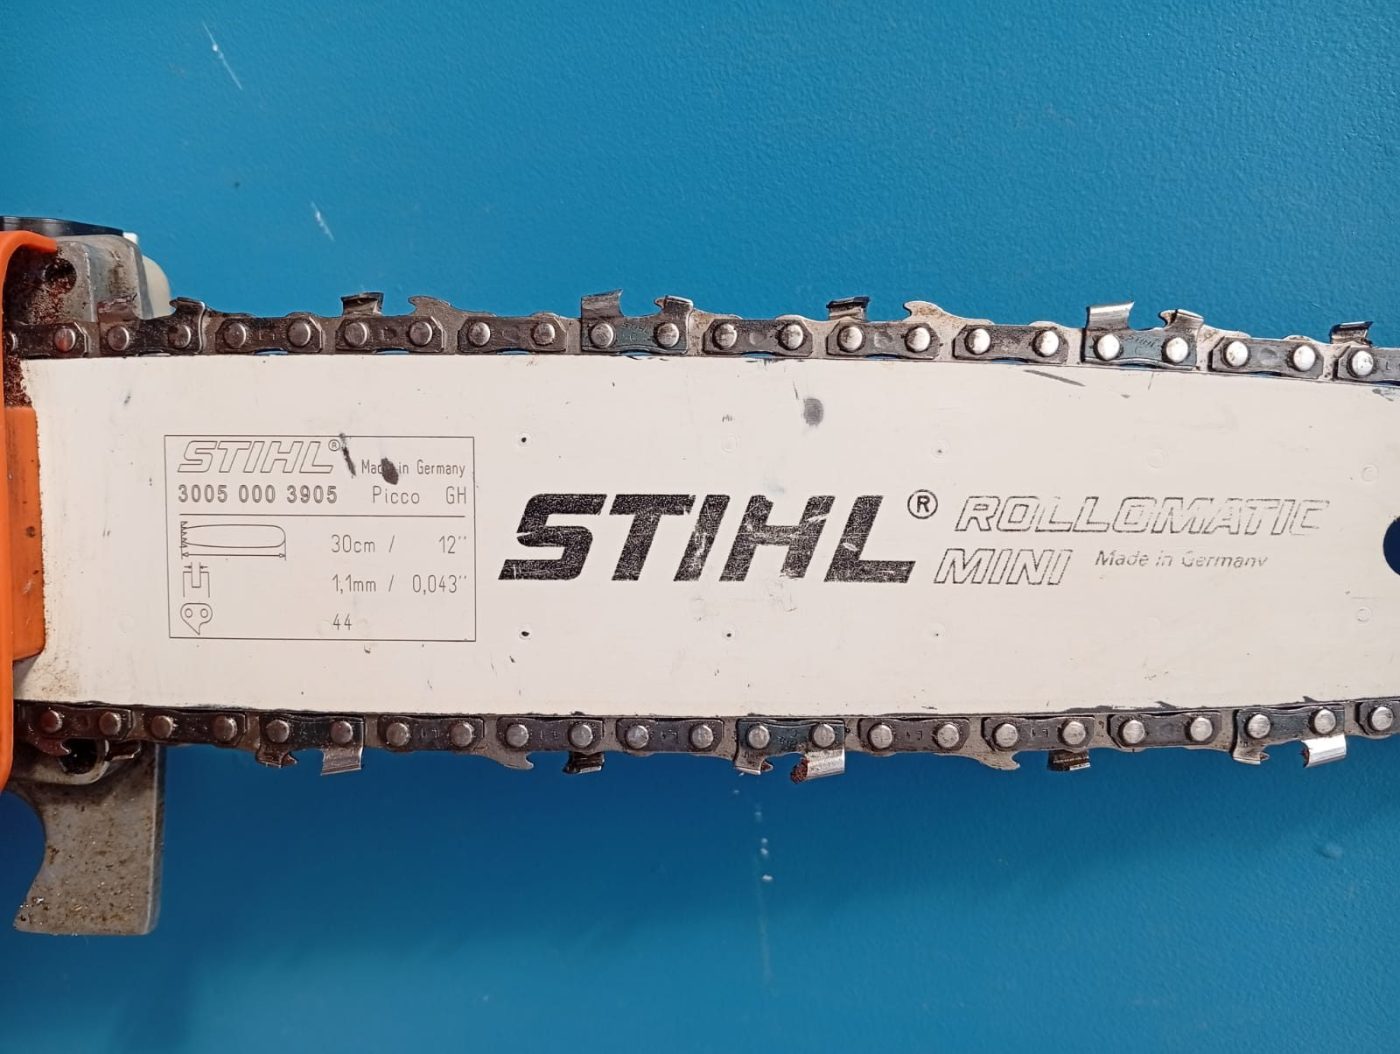 STIHL® Made in Germany
3005 000 3905 Picco GH
30cm / 12''
1,1mm / 0,043''
44
STIHL® ROLLOMATIC
MINI Made in Germany